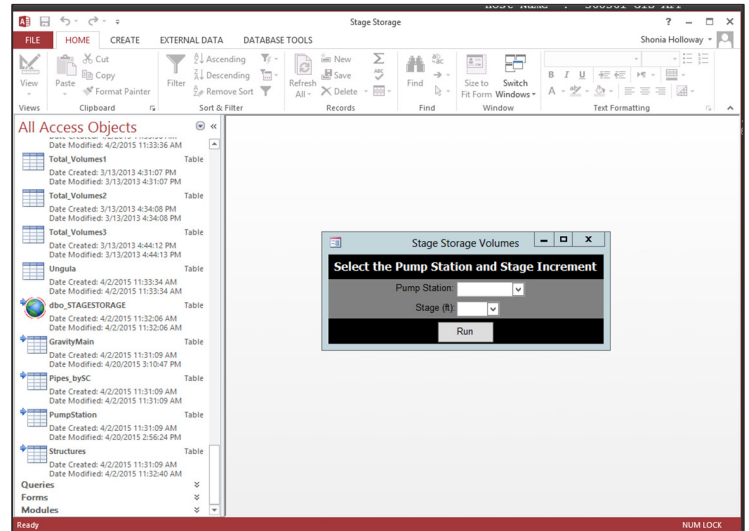 Stage Storage
FILE HOME CREATE EXTERNAL DATA DATABASE TOOLS Shonia Holloway
View
Views
Paste
Cut
Copy
Format Painter
Clipboard
Filter
Ascending
Descending
Remove Sort
Sort & Filter
Refresh All
New
Save
Delete
Records
Find
Find
Size to Fit Form
Switch Windows
Window
B I U
A
Text Formatting
All Access Objects
Date Modified: 4/2/2015 11:33:36 AM
Total_Volumes1 Table
Date Created: 3/13/2013 4:31:07 PM
Date Modified: 3/13/2013 4:31:07 PM
Total_Volumes2 Table
Date Created: 3/13/2013 4:34:08 PM
Date Modified: 3/13/2013 4:34:08 PM
Total_Volumes3 Table
Date Created: 3/13/2013 4:44:12 PM
Date Modified: 3/13/2013 4:44:13 PM
Ungula Table
Date Created: 4/2/2015 11:33:34 AM
Date Modified: 4/2/2015 11:33:34 AM
dbo_STAGESTORAGE Table
Date Created: 4/2/2015 11:32:06 AM
Date Modified: 4/2/2015 11:32:06 AM
GravityMain Table
Date Created: 4/2/2015 11:31:09 AM
Date Modified: 4/20/2015 3:10:47 PM
Pipes_bySC Table
Date Created: 4/2/2015 11:31:09 AM
Date Modified: 4/2/2015 11:31:09 AM
PumpStation Table
Date Created: 4/2/2015 11:31:09 AM
Date Modified: 4/20/2015 2:56:24 PM
Structures Table
Date Created: 4/2/2015 11:31:09 AM
Date Modified: 4/2/2015 11:32:40 AM
Queries
Forms
Modules
Stage Storage Volumes
Select the Pump Station and Stage Increment
Pump Station:
Stage (ft):
Run
Ready NUM LOCK